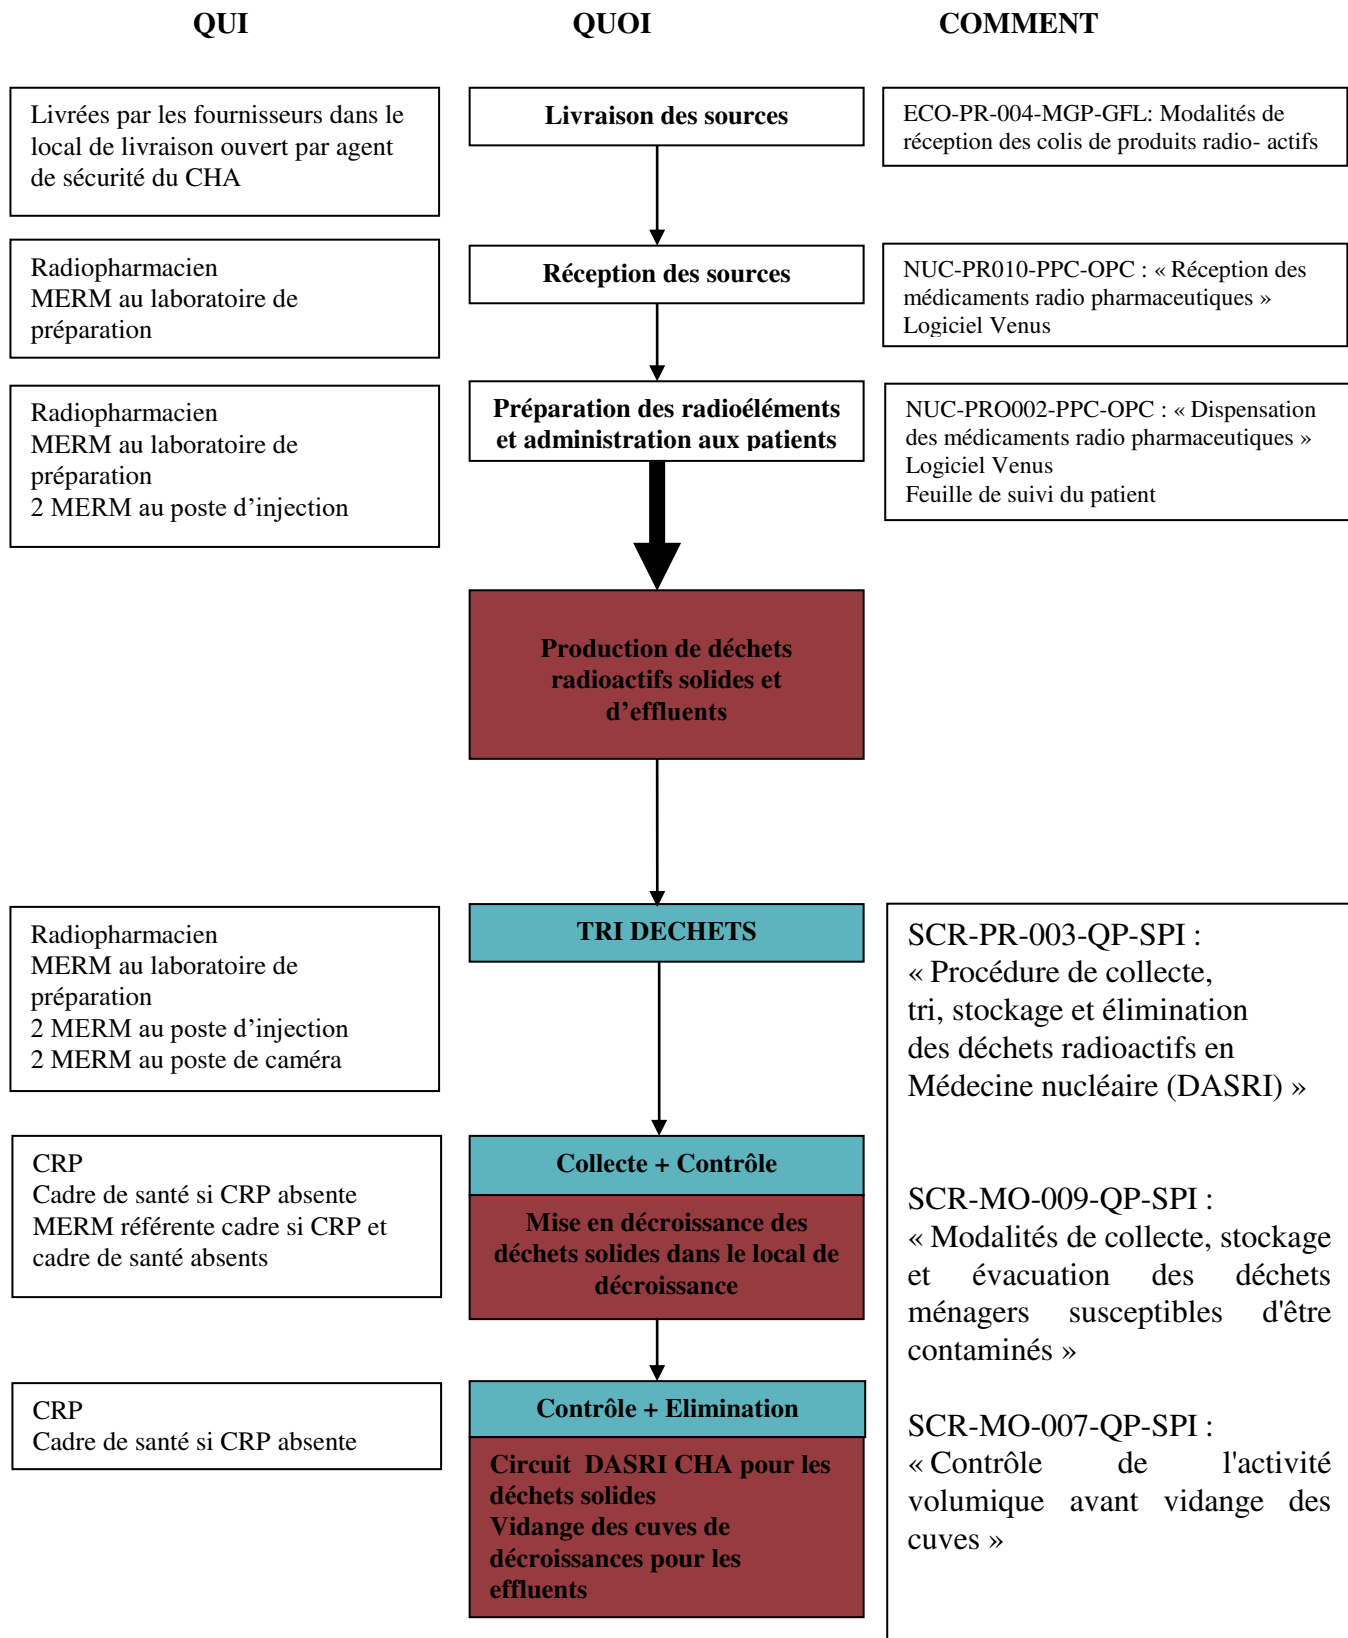 QUI QUOI COMMENT
Livrées par les fournisseurs dans le
local de livraison ouvert par agent
de sécurité du CHA
Livraison des sources
ECO-PR-004-MGP-GFL: Modalités de
réception des colis de produits radio- actifs
Radiopharmacien
MERM au laboratoire de
préparation
Réception des sources
NUC-PR010-PPC-OPC : « Réception des
médicaments radio pharmaceutiques »
Logiciel Venus
Radiopharmacien
MERM au laboratoire de
préparation
2 MERM au poste d’injection
Préparation des radioéléments
et administration aux patients
NUC-PRO002-PPC-OPC : « Dispensation
des médicaments radio pharmaceutiques »
Logiciel Venus
Feuille de suivi du patient
Production de déchets
radioactifs solides et
d’effluents
Radiopharmacien
MERM au laboratoire de
préparation
2 MERM au poste d’injection
2 MERM au poste de caméra
TRI DECHETS
SCR-PR-003-QP-SPI :
« Procédure de collecte,
tri, stockage et élimination
des déchets radioactifs en
Médecine nucléaire (DASRI) »
CRP
Cadre de santé si CRP absente
MERM référente cadre si CRP et
cadre de santé absents
Collecte + Contrôle
Mise en décroissance des
déchets solides dans le local de
décroissance
SCR-MO-009-QP-SPI :
« Modalités de collecte, stockage
et évacuation des déchets
ménagers susceptibles d'être
contaminés »
CRP
Cadre de santé si CRP absente
Contrôle + Elimination
Circuit DASRI CHA pour les
déchets solides
Vidange des cuves de
décroissances pour les
effluents
SCR-MO-007-QP-SPI :
« Contrôle de l'activité
volumique avant vidange des
cuves »